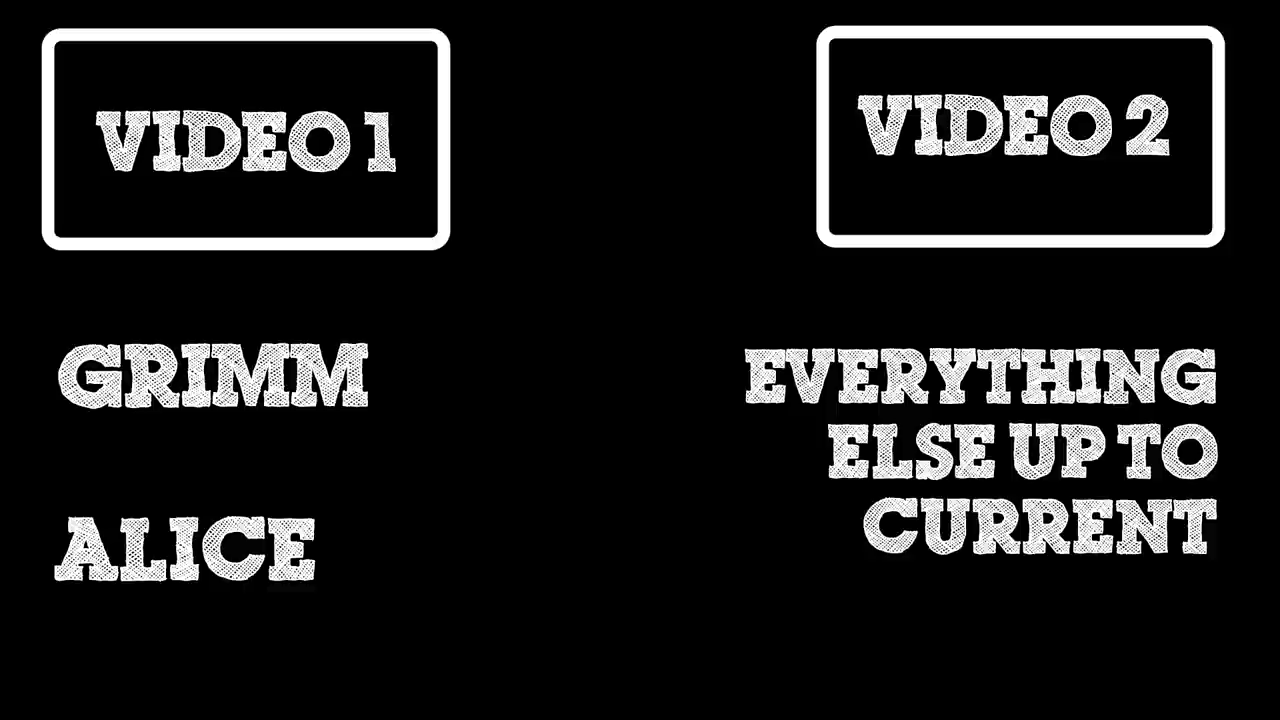 VIDEO 1
VIDEO 2
GRIMM
ALICE
EVERYTHING
ELSE UP TO
CURRENT